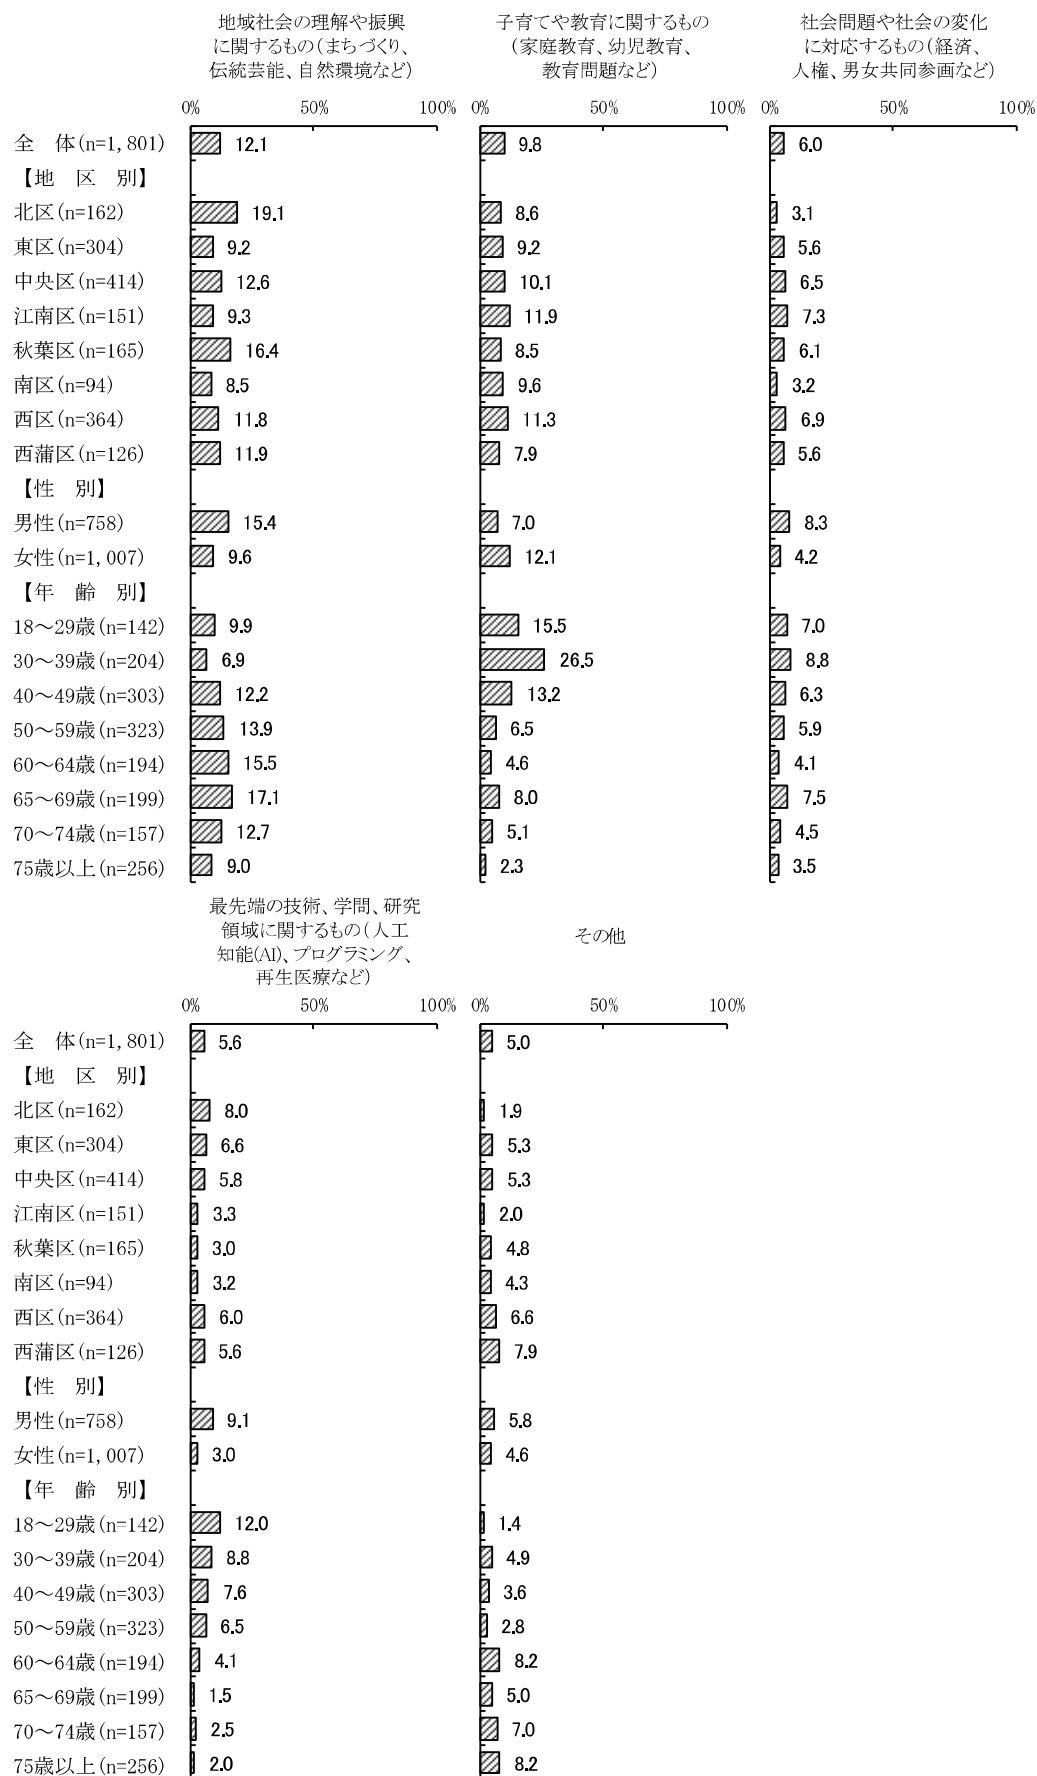 地域社会の理解や振興
に関するもの(まちづくり、
伝統芸能、自然環境など)
子育てや教育に関するもの
(家庭教育、幼児教育、
教育問題など)
社会問題や社会の変化
に対応するもの(経済、
人権、男女共同参画など)
0% 50% 100% 0% 50% 100% 0% 50% 100%
全 体(n=1,801) 12.1 9.8 6.0
【地 区 別】
北区(n=162) 19.1 8.6 3.1
東区(n=304) 9.2 9.2 5.6
中央区(n=414) 12.6 10.1 6.5
江南区(n=151) 9.3 11.9 7.3
秋葉区(n=165) 16.4 8.5 6.1
南区(n=94) 8.5 9.6 3.2
西区(n=364) 11.8 11.3 6.9
西蒲区(n=126) 11.9 7.9 5.6
【性 別】
男性(n=758) 15.4 7.0 8.3
女性(n=1,007) 9.6 12.1 4.2
【年 齢 別】
18～29歳(n=142) 9.9 15.5 7.0
30～39歳(n=204) 6.9 26.5 8.8
40～49歳(n=303) 12.2 13.2 6.3
50～59歳(n=323) 13.9 6.5 5.9
60～64歳(n=194) 15.5 4.6 4.1
65～69歳(n=199) 17.1 8.0 7.5
70～74歳(n=157) 12.7 5.1 4.5
75歳以上(n=256) 9.0 2.3 3.5
最先端の技術、学問、研究
領域に関するもの(人工
知能(AI)、プログラミング、
再生医療など)
その他
0% 50% 100% 0% 50% 100%
全 体(n=1,801) 5.6 5.0
【地 区 別】
北区(n=162) 8.0 1.9
東区(n=304) 6.6 5.3
中央区(n=414) 5.8 5.3
江南区(n=151) 3.3 2.0
秋葉区(n=165) 3.0 4.8
南区(n=94) 3.2 4.3
西区(n=364) 6.0 6.6
西蒲区(n=126) 5.6 7.9
【性 別】
男性(n=758) 9.1 5.8
女性(n=1,007) 3.0 4.6
【年 齢 別】
18～29歳(n=142) 12.0 1.4
30～39歳(n=204) 8.8 4.9
40～49歳(n=303) 7.6 3.6
50～59歳(n=323) 6.5 2.8
60～64歳(n=194) 4.1 8.2
65～69歳(n=199) 1.5 5.0
70～74歳(n=157) 2.5 7.0
75歳以上(n=256) 2.0 8.2